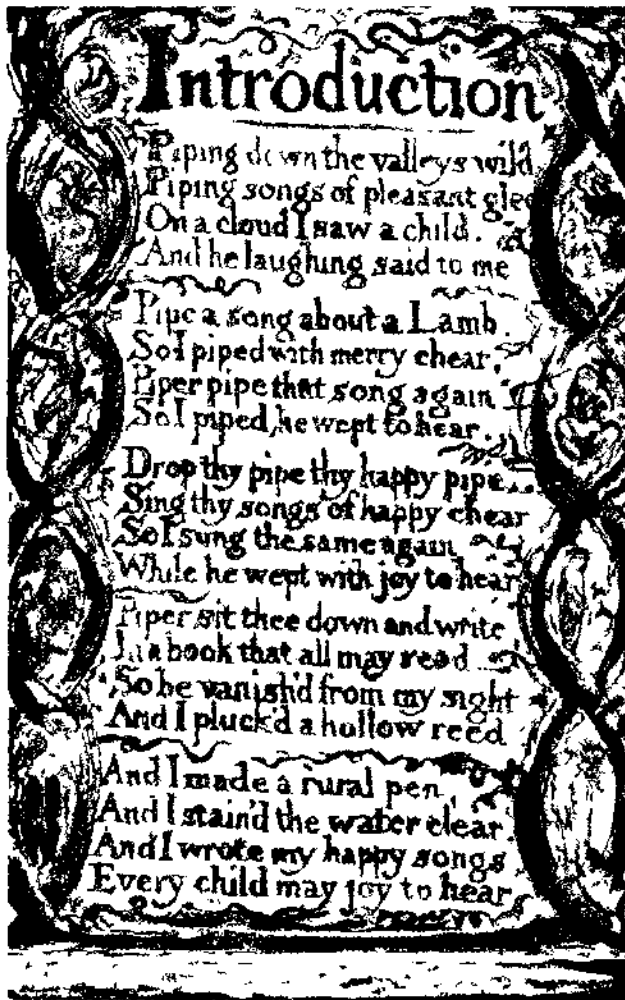 Introduction
Piping down the valleys wild
Piping songs of pleasant glee
On a cloud I saw a child.
And he laughing said to me
Pipe a song about a Lamb.
So I piped with merry chear,
Piper pipe that song again
So I piped, he wept to hear.
Drop thy pipe thy happy pipe
Sing thy songs of happy chear
So I sung the same again
While he wept with joy to hear
Piper sit thee down and write
In a book that all may read
So he vanish'd from my sight
And I pluck'd a hollow reed
And I made a rural pen,
And I stain'd the water clear
And I wrote my happy songs
Every child may joy to hear